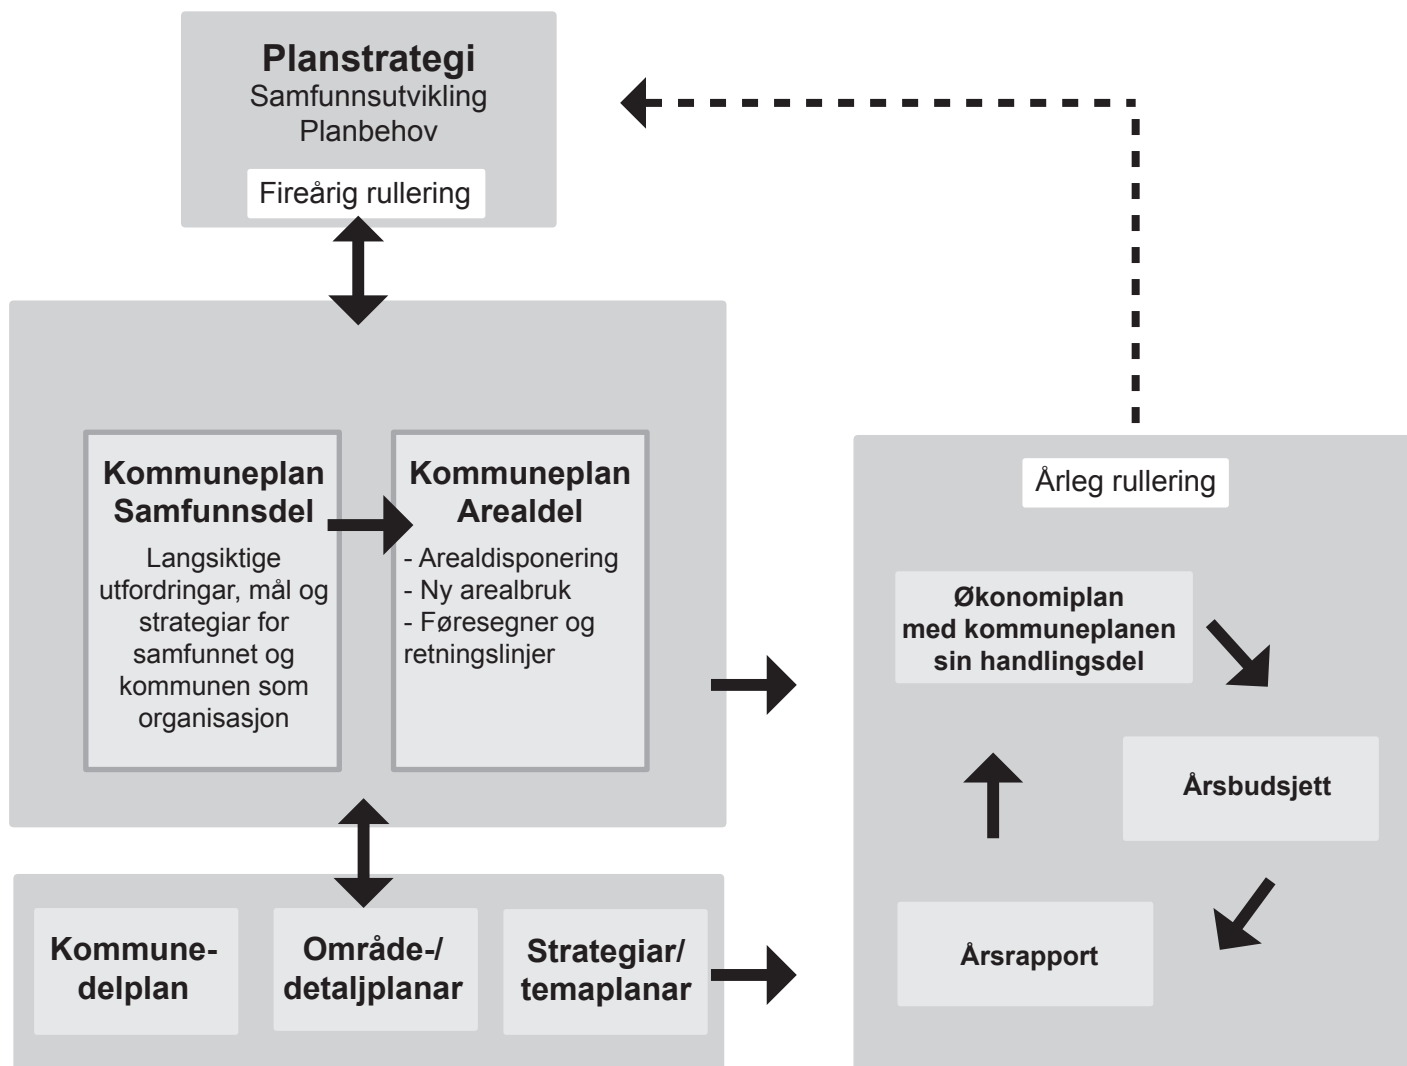 Planstrategi
Samfunnsutvikling
Planbehov
Fireårig rullering
Kommuneplan
Samfunnsdel
Langsiktige
utfordringar, mål og
strategiar for
samfunnet og
kommunen som
organisasjon
Kommuneplan
Arealdel
- Arealdisponering
- Ny arealbruk
- Føresegner og
retningslinjer
Kommune-
delplan
Område-/
detaljplanar
Strategiar/
temaplanar
Årleg rullering
Økonomiplan
med kommuneplanen
sin handlingsdel
Årsbudsjett
Årsrapport